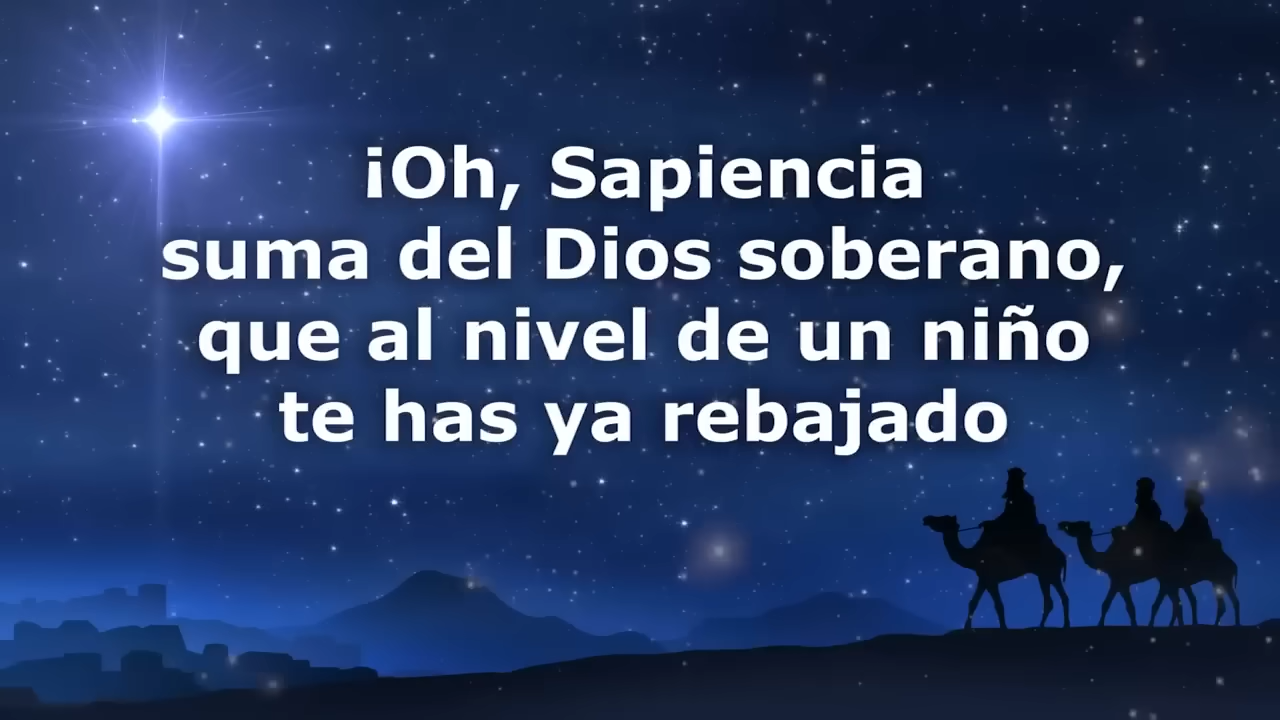 ¡Oh, Sapiencia
suma del Dios soberano,
que al nivel de un niño
te has ya rebajado